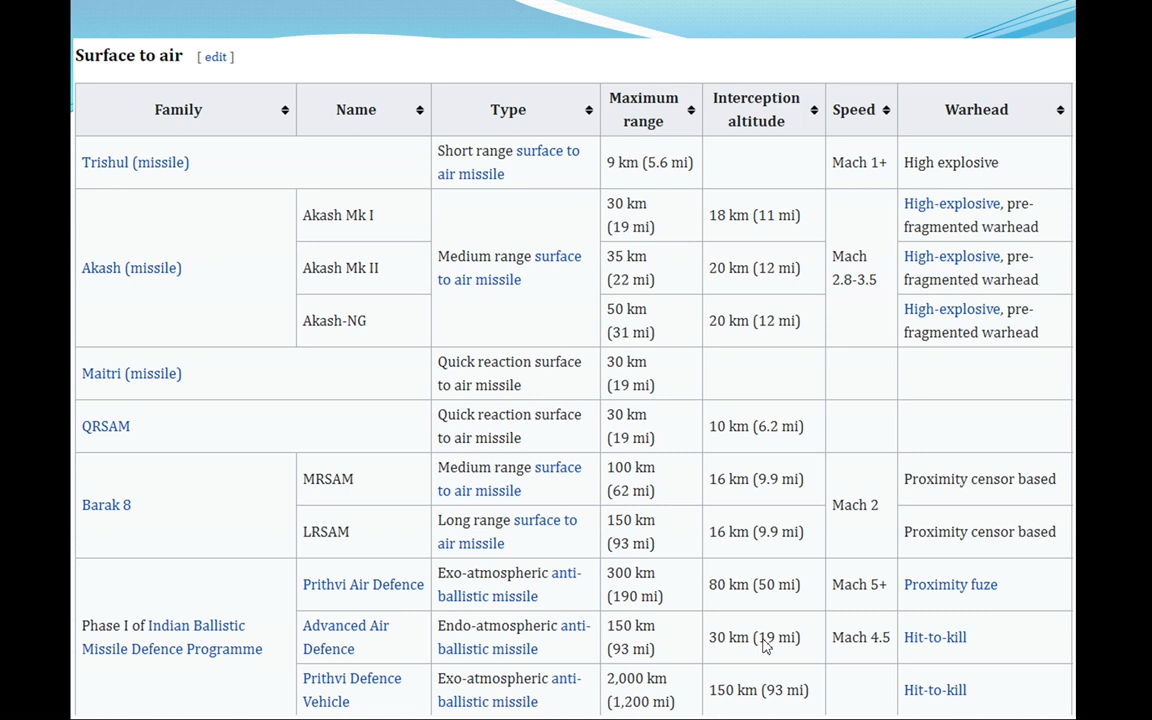 Surface to air [ edit ]
Family Name Type Maximum range Interception altitude Speed Warhead
Trishul (missile) Short range surface to air missile 9 km (5.6 mi) Mach 1+ High explosive
Akash (missile) Akash Mk I Medium range surface to air missile 30 km (19 mi) 18 km (11 mi) Mach 2.8-3.5 High-explosive, pre-fragmented warhead
Akash Mk II 35 km (22 mi) 20 km (12 mi) High-explosive, pre-fragmented warhead
Akash-NG 50 km (31 mi) 20 km (12 mi) High-explosive, pre-fragmented warhead
Maitri (missile) Quick reaction surface to air missile 30 km (19 mi)
QRSAM Quick reaction surface to air missile 30 km (19 mi) 10 km (6.2 mi)
Barak 8 MRSAM Medium range surface to air missile 100 km (62 mi) 16 km (9.9 mi) Mach 2 Proximity censor based
LRSAM Long range surface to air missile 150 km (93 mi) 16 km (9.9 mi) Proximity censor based
Phase I of Indian Ballistic Missile Defence Programme Prithvi Air Defence Exo-atmospheric anti-ballistic missile 300 km (190 mi) 80 km (50 mi) Mach 5+ Proximity fuze
Advanced Air Defence Endo-atmospheric anti-ballistic missile 150 km (93 mi) 30 km (19 mi) Mach 4.5 Hit-to-kill
Prithvi Defence Vehicle Exo-atmospheric anti-ballistic missile 2,000 km (1,200 mi) 150 km (93 mi) Hit-to-kill